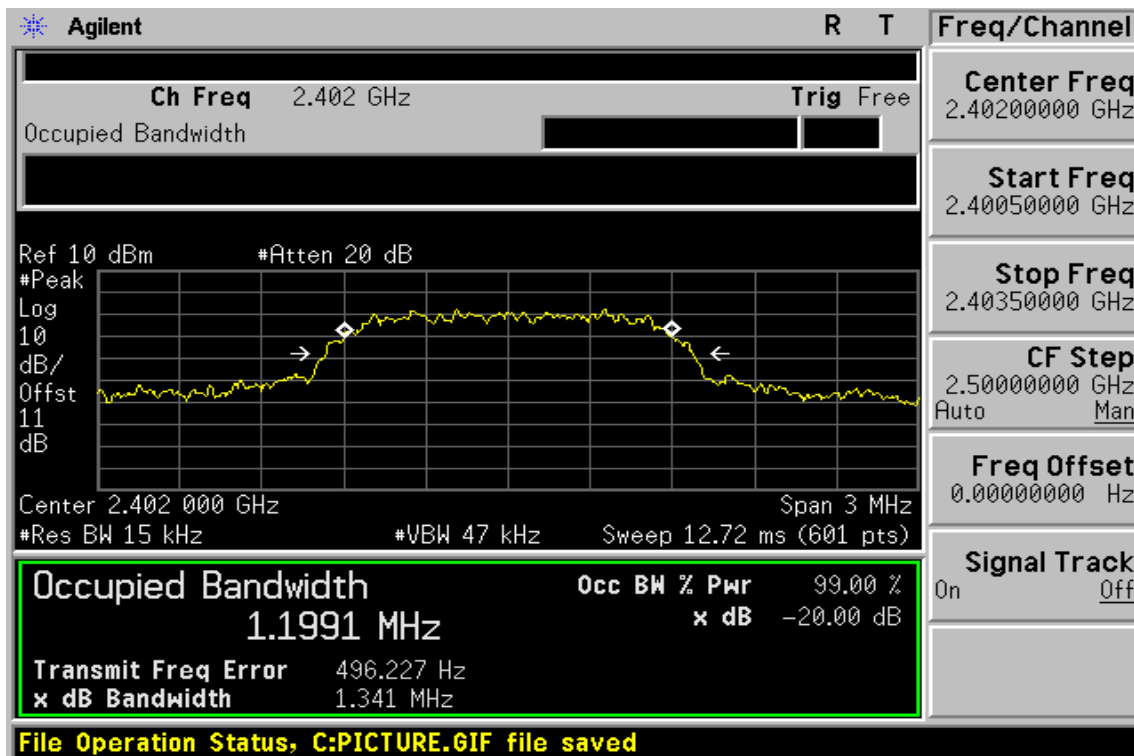 Agilent R T Freq/Channel
Ch Freq 2.402 GHz Trig Free
Occupied Bandwidth
Center Freq
2.40200000 GHz
Start Freq
2.40050000 GHz
Stop Freq
2.40350000 GHz
CF Step
2.50000000 GHz
Auto Man
Freq Offset
0.00000000 Hz
Signal Track
On Off
Ref 10 dBm #Atten 20 dB
#Peak
Log
10
dB/
Offst
11
dB
Center 2.402 000 GHz Span 3 MHz
#Res BW 15 kHz #VBW 47 kHz Sweep 12.72 ms (601 pts)
Occupied Bandwidth Occ BW % Pwr 99.00 %
1.1991 MHz x dB -20.00 dB
Transmit Freq Error 496.227 Hz
x dB Bandwidth 1.341 MHz
File Operation Status, C:PICTURE.GIF file saved